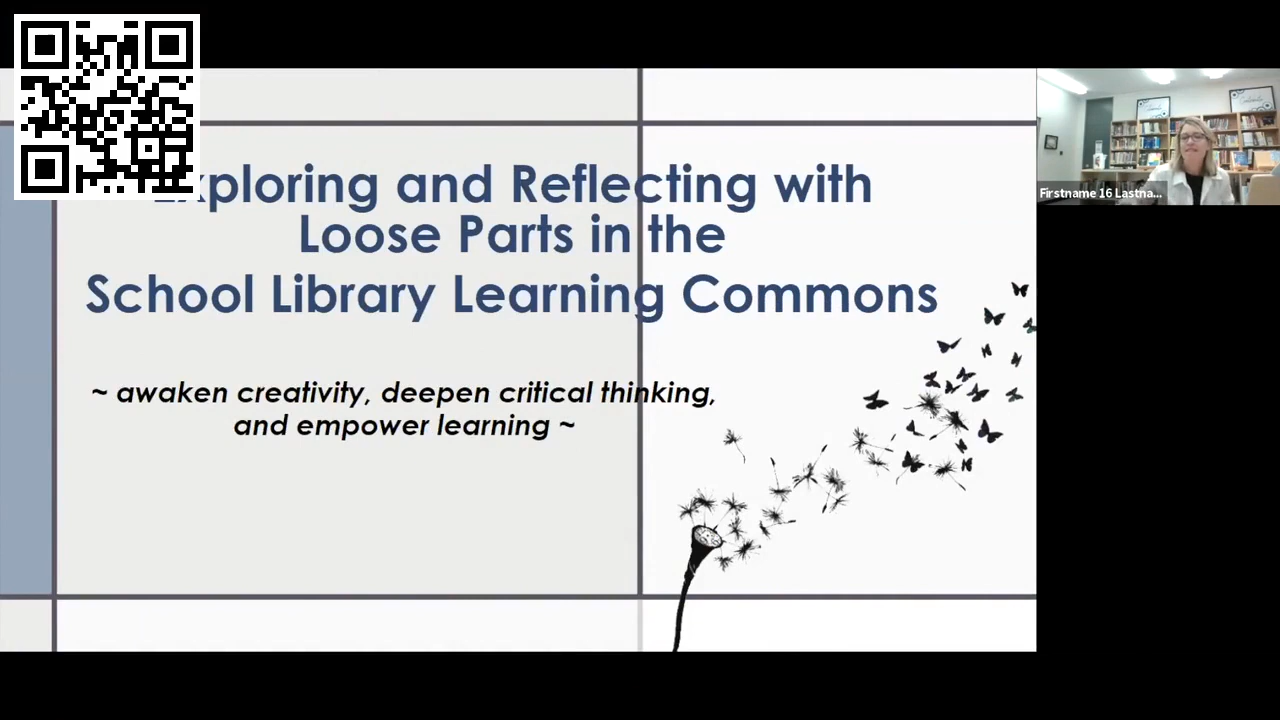 Exploring and Reflecting with
Loose Parts in the
School Library Learning Commons
~ awaken creativity, deepen critical thinking,
and empower learning ~
Firstname 16 Lastna...